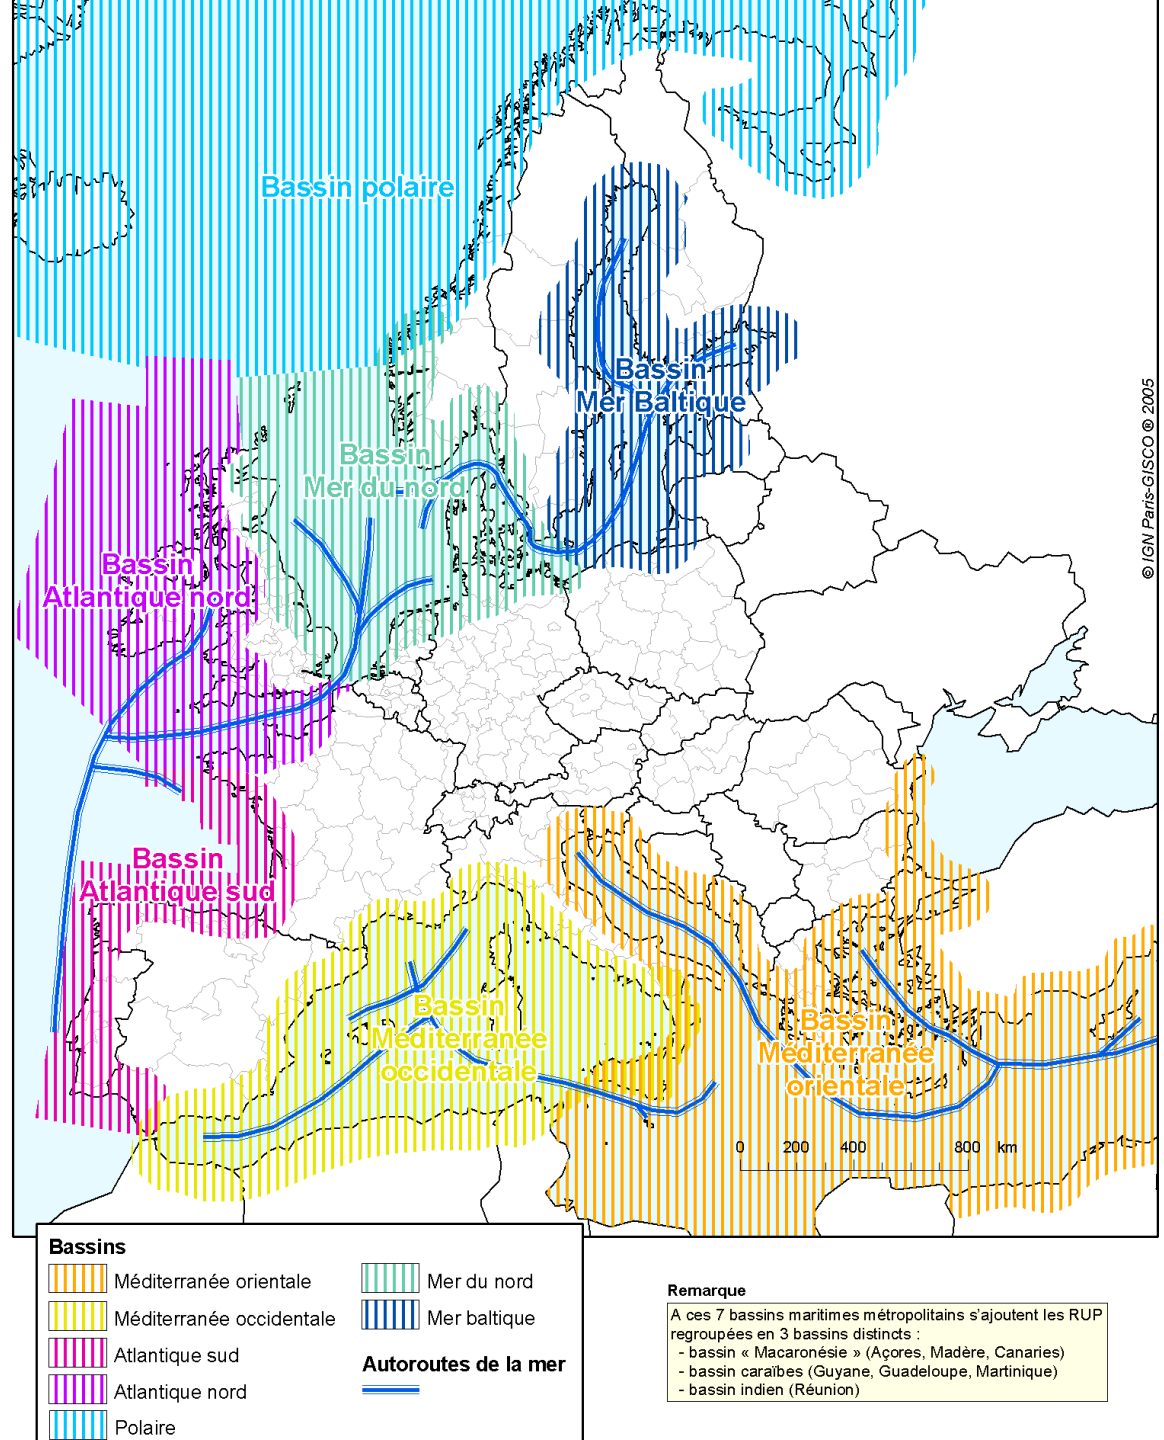 Bassin polaire
Bassin
Mer Baltique
Bassin
Mer du nord
Bassin
Atlantique nord
Bassin
Atlantique sud
Bassin
Méditerranée
occidentale
Bassin
Méditerranée
orientale
© IGN Paris-GISCO ® 2005
0 200 400 800 km
Bassins
Méditerranée orientale
Méditerranée occidentale
Atlantique sud
Atlantique nord
Polaire
Mer du nord
Mer baltique
Autoroutes de la mer
Remarque
A ces 7 bassins maritimes métropolitains s'ajoutent les RUP
regroupées en 3 bassins distincts :
- bassin « Macaronésie » (Açores, Madère, Canaries)
- bassin caraïbes (Guyane, Guadeloupe, Martinique)
- bassin indien (Réunion)